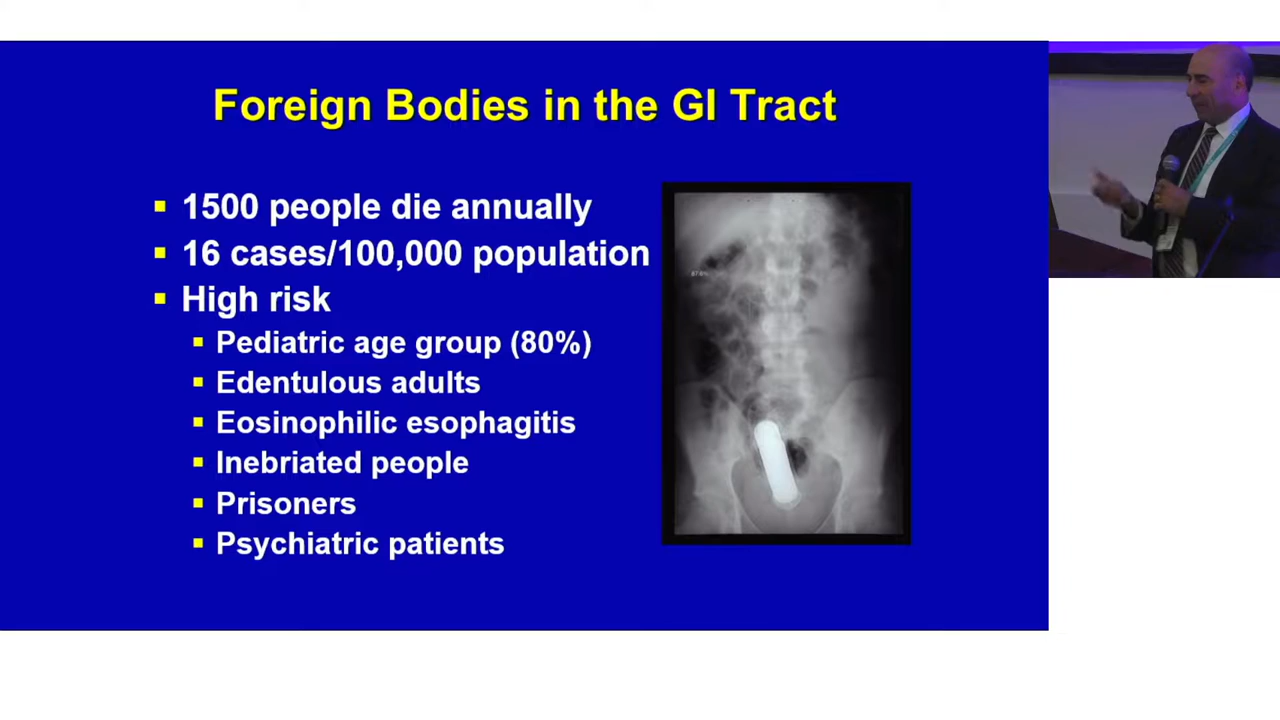 Foreign Bodies in the GI Tract
1500 people die annually
16 cases/100,000 population
High risk
Pediatric age group (80%)
Edentulous adults
Eosinophilic esophagitis
Inebriated people
Prisoners
Psychiatric patients